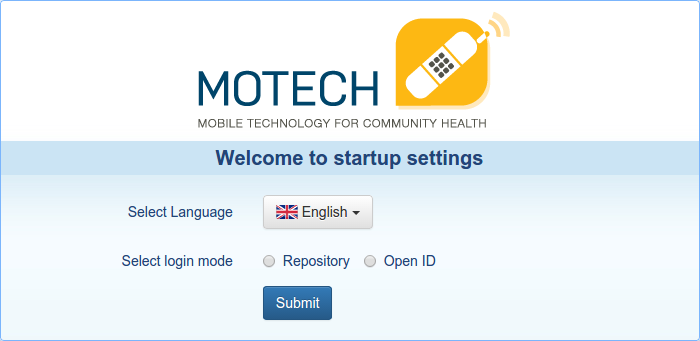 MOTECH
MOBILE TECHNOLOGY FOR COMMUNITY HEALTH
Welcome to startup settings
Select Language English
Select login mode Repository Open ID
Submit